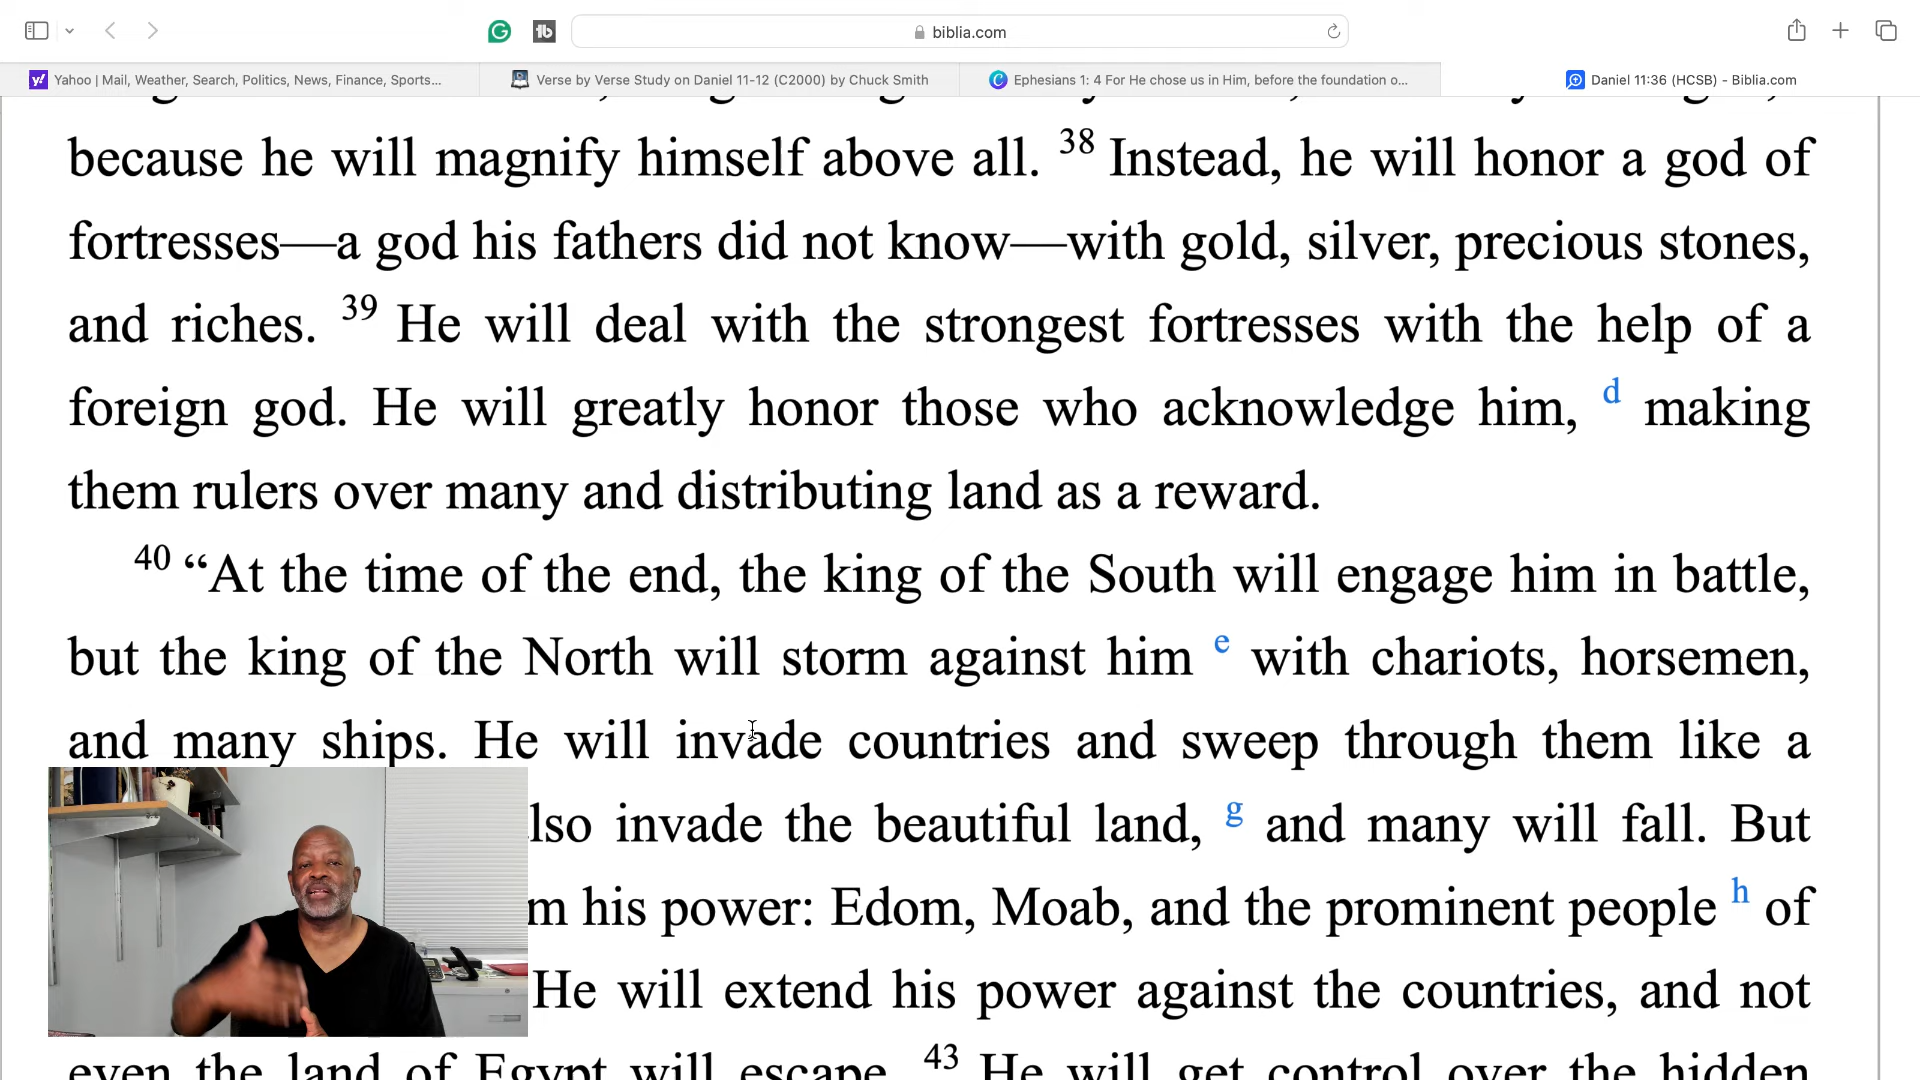 biblia.com
Yahoo | Mail, Weather, Search, Politics, News, Finance, Sports...
Verse by Verse Study on Daniel 11-12 (C2000) by Chuck Smith
Ephesians 1: 4 For He chose us in Him, before the foundation o...
Daniel 11:36 (HCSB) - Biblia.com
because he will magnify himself above all. 38 Instead, he will honor a god of
fortresses—a god his fathers did not know—with gold, silver, precious stones,
and riches. 39 He will deal with the strongest fortresses with the help of a
foreign god. He will greatly honor those who acknowledge him, d making
them rulers over many and distributing land as a reward.
40 “At the time of the end, the king of the South will engage him in battle,
but the king of the North will storm against him e with chariots, horsemen,
and many ships. He will invade countries and sweep through them like a
lso invade the beautiful land, g and many will fall. But
m his power: Edom, Moab, and the prominent people h of
He will extend his power against the countries, and not
even the land of Egypt will escape. 43 He will get control over the hidden